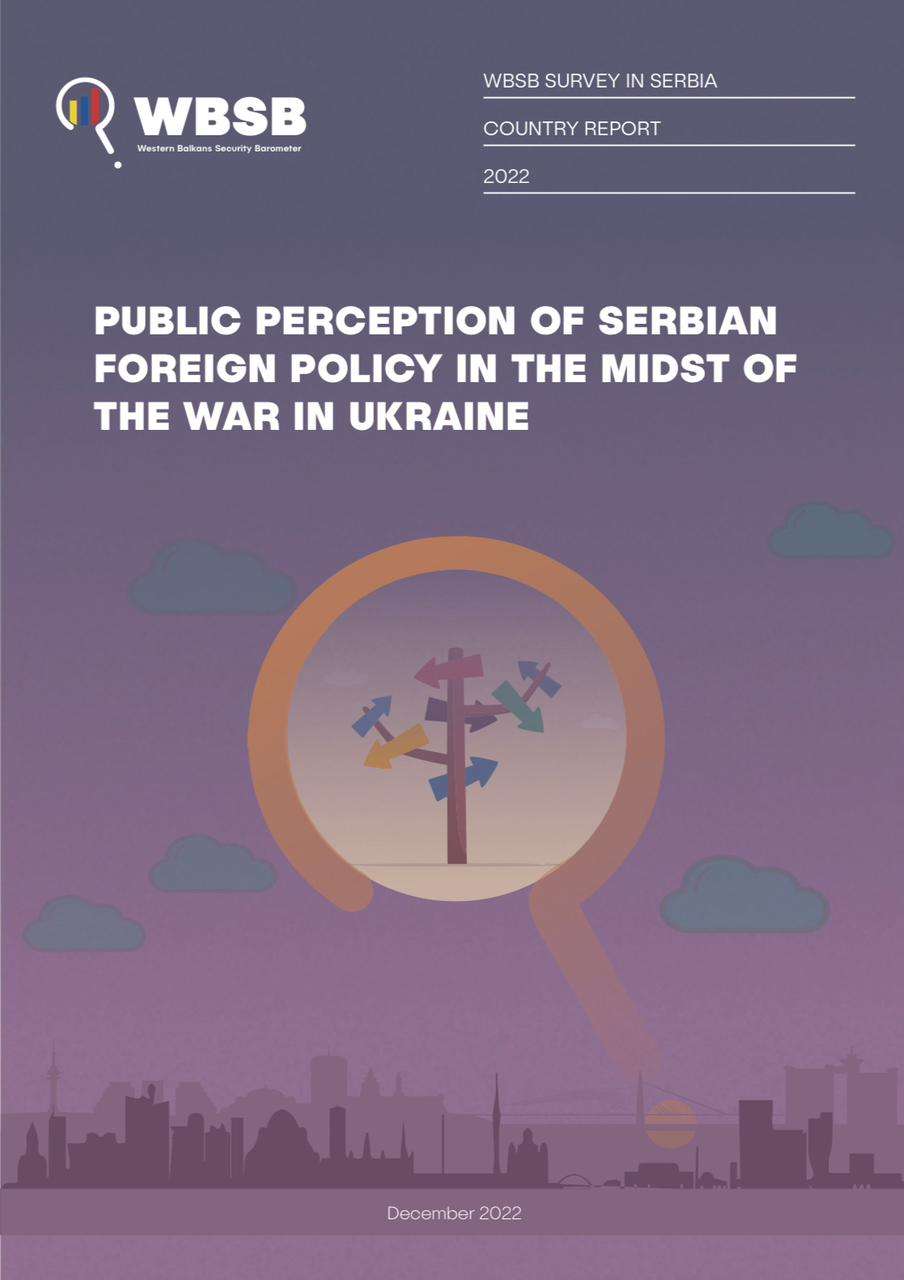 WBSB
Western Balkans Security Barometer
WBSB SURVEY IN SERBIA
COUNTRY REPORT
2022
PUBLIC PERCEPTION OF SERBIAN
FOREIGN POLICY IN THE MIDST OF
THE WAR IN UKRAINE
December 2022